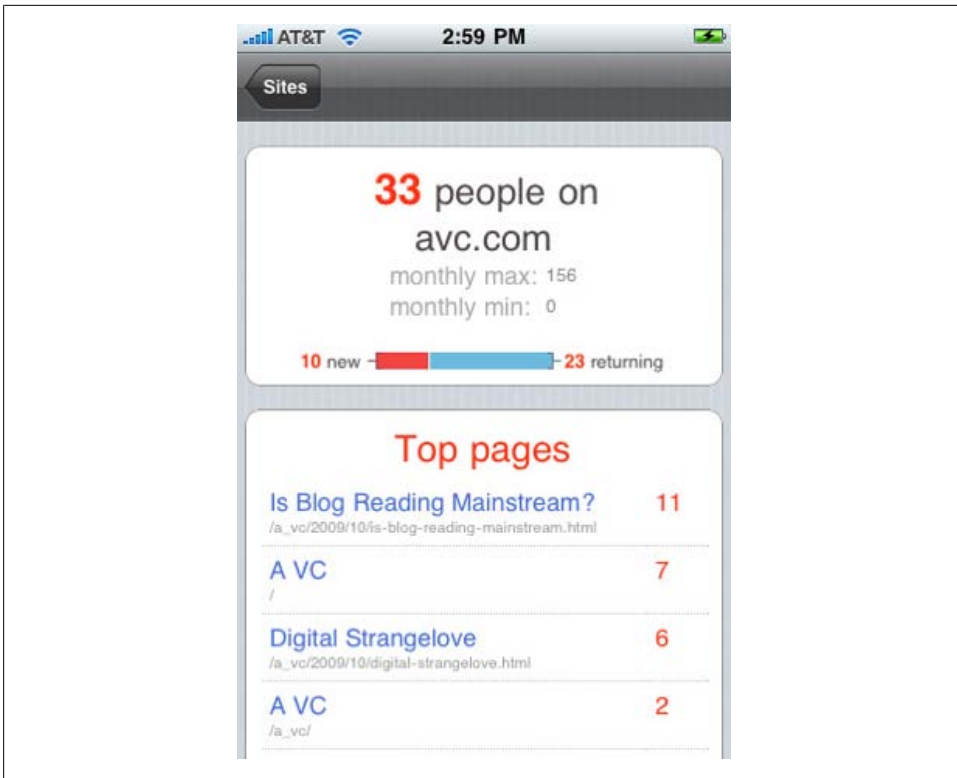 AT&T 2:59 PM
Sites
33 people on
avc.com
monthly max: 156
monthly min: 0
10 new 23 returning
Top pages
Is Blog Reading Mainstream? 11
/a_vc/2009/10/is-blog-reading-mainstream.html
A VC 7
/
Digital Strangelove 6
/a_vc/2009/10/digital-strangelove.html
A VC 2
/a_vc/